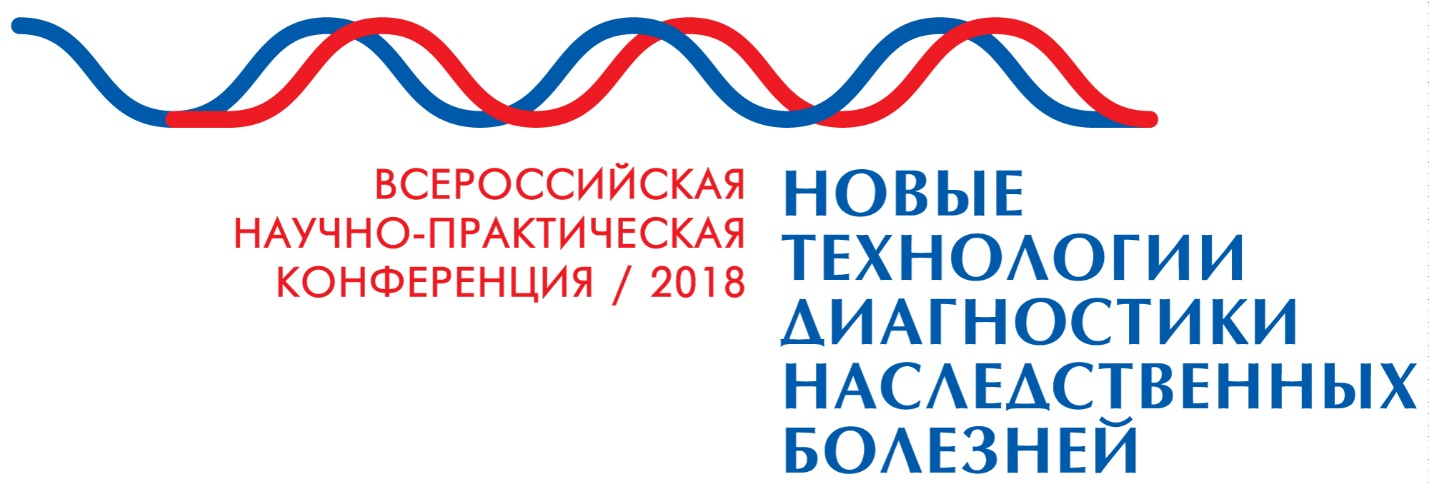 ВСЕРОССИЙСКАЯ
НАУЧНО-ПРАКТИЧЕСКАЯ
КОНФЕРЕНЦИЯ / 2018
НОВЫЕ
ТЕХНОЛОГИИ
ДИАГНОСТИКИ
НАСЛЕДСТВЕННЫХ
БОЛЕЗНЕЙ